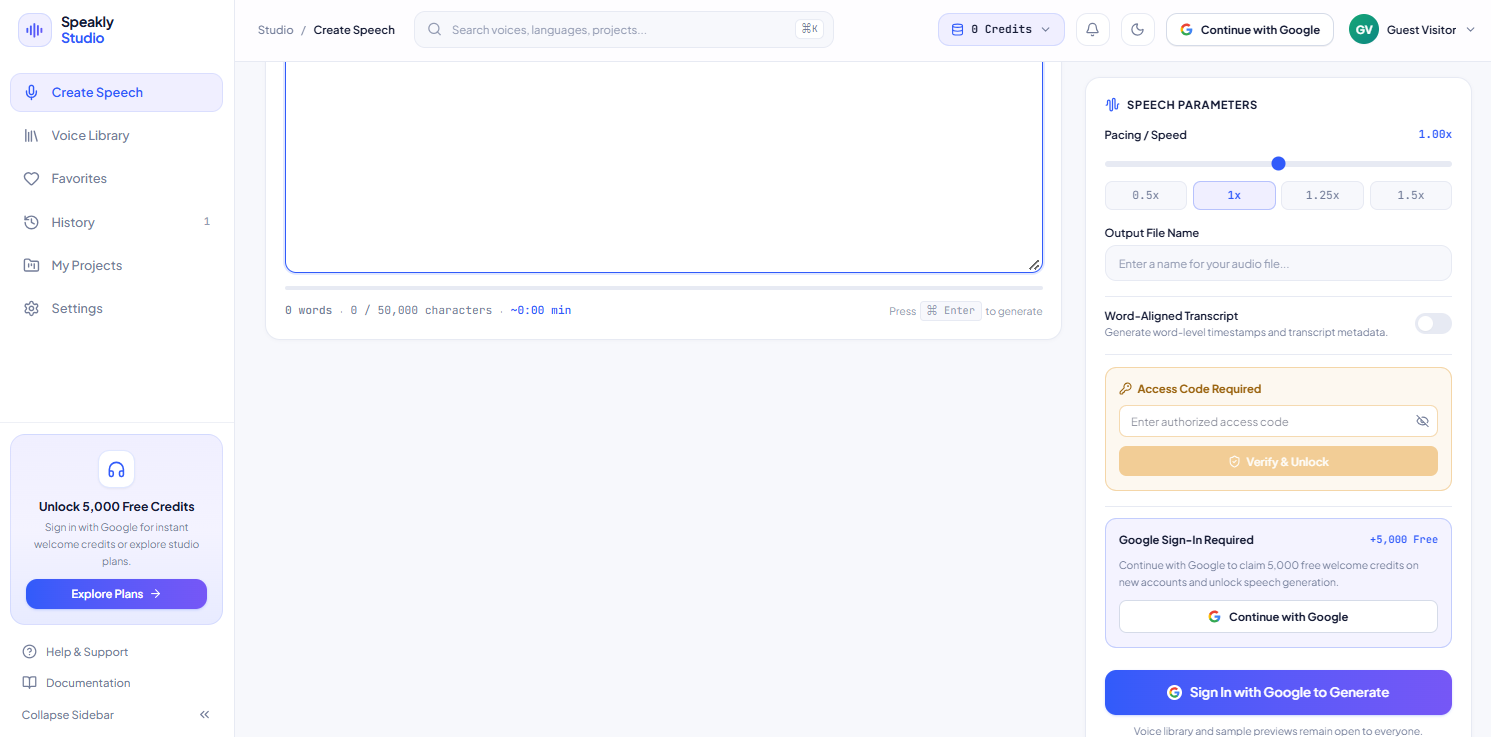 Speakly
Studio
Studio / Create Speech
Search voices, languages, projects...
⌘K
0 Credits
Continue with Google
GV
Guest Visitor
Create Speech
Voice Library
Favorites
History
1
My Projects
Settings
Unlock 5,000 Free Credits
Sign in with Google for instant
welcome credits or explore studio
plans.
Explore Plans →
Help & Support
Documentation
Collapse Sidebar
0 words · 0 / 50,000 characters · ~0:00 min
Press ⌘ Enter to generate
SPEECH PARAMETERS
Pacing / Speed
1.00x
0.5x
1x
1.25x
1.5x
Output File Name
Enter a name for your audio file...
Word-Aligned Transcript
Generate word-level timestamps and transcript metadata.
Access Code Required
Enter authorized access code
Verify & Unlock
Google Sign-In Required
+5,000 Free
Continue with Google to claim 5,000 free welcome credits on
new accounts and unlock speech generation.
Continue with Google
Sign In with Google to Generate
Voice library and sample previews remain open to everyone.